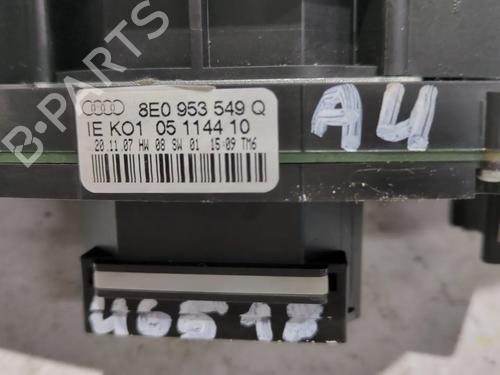 B-PARTS
8E0 953 549 Q
IE K01 05 1144 10
20 11 07 HW 08 SW 01 15-09 TM6
A4
46518